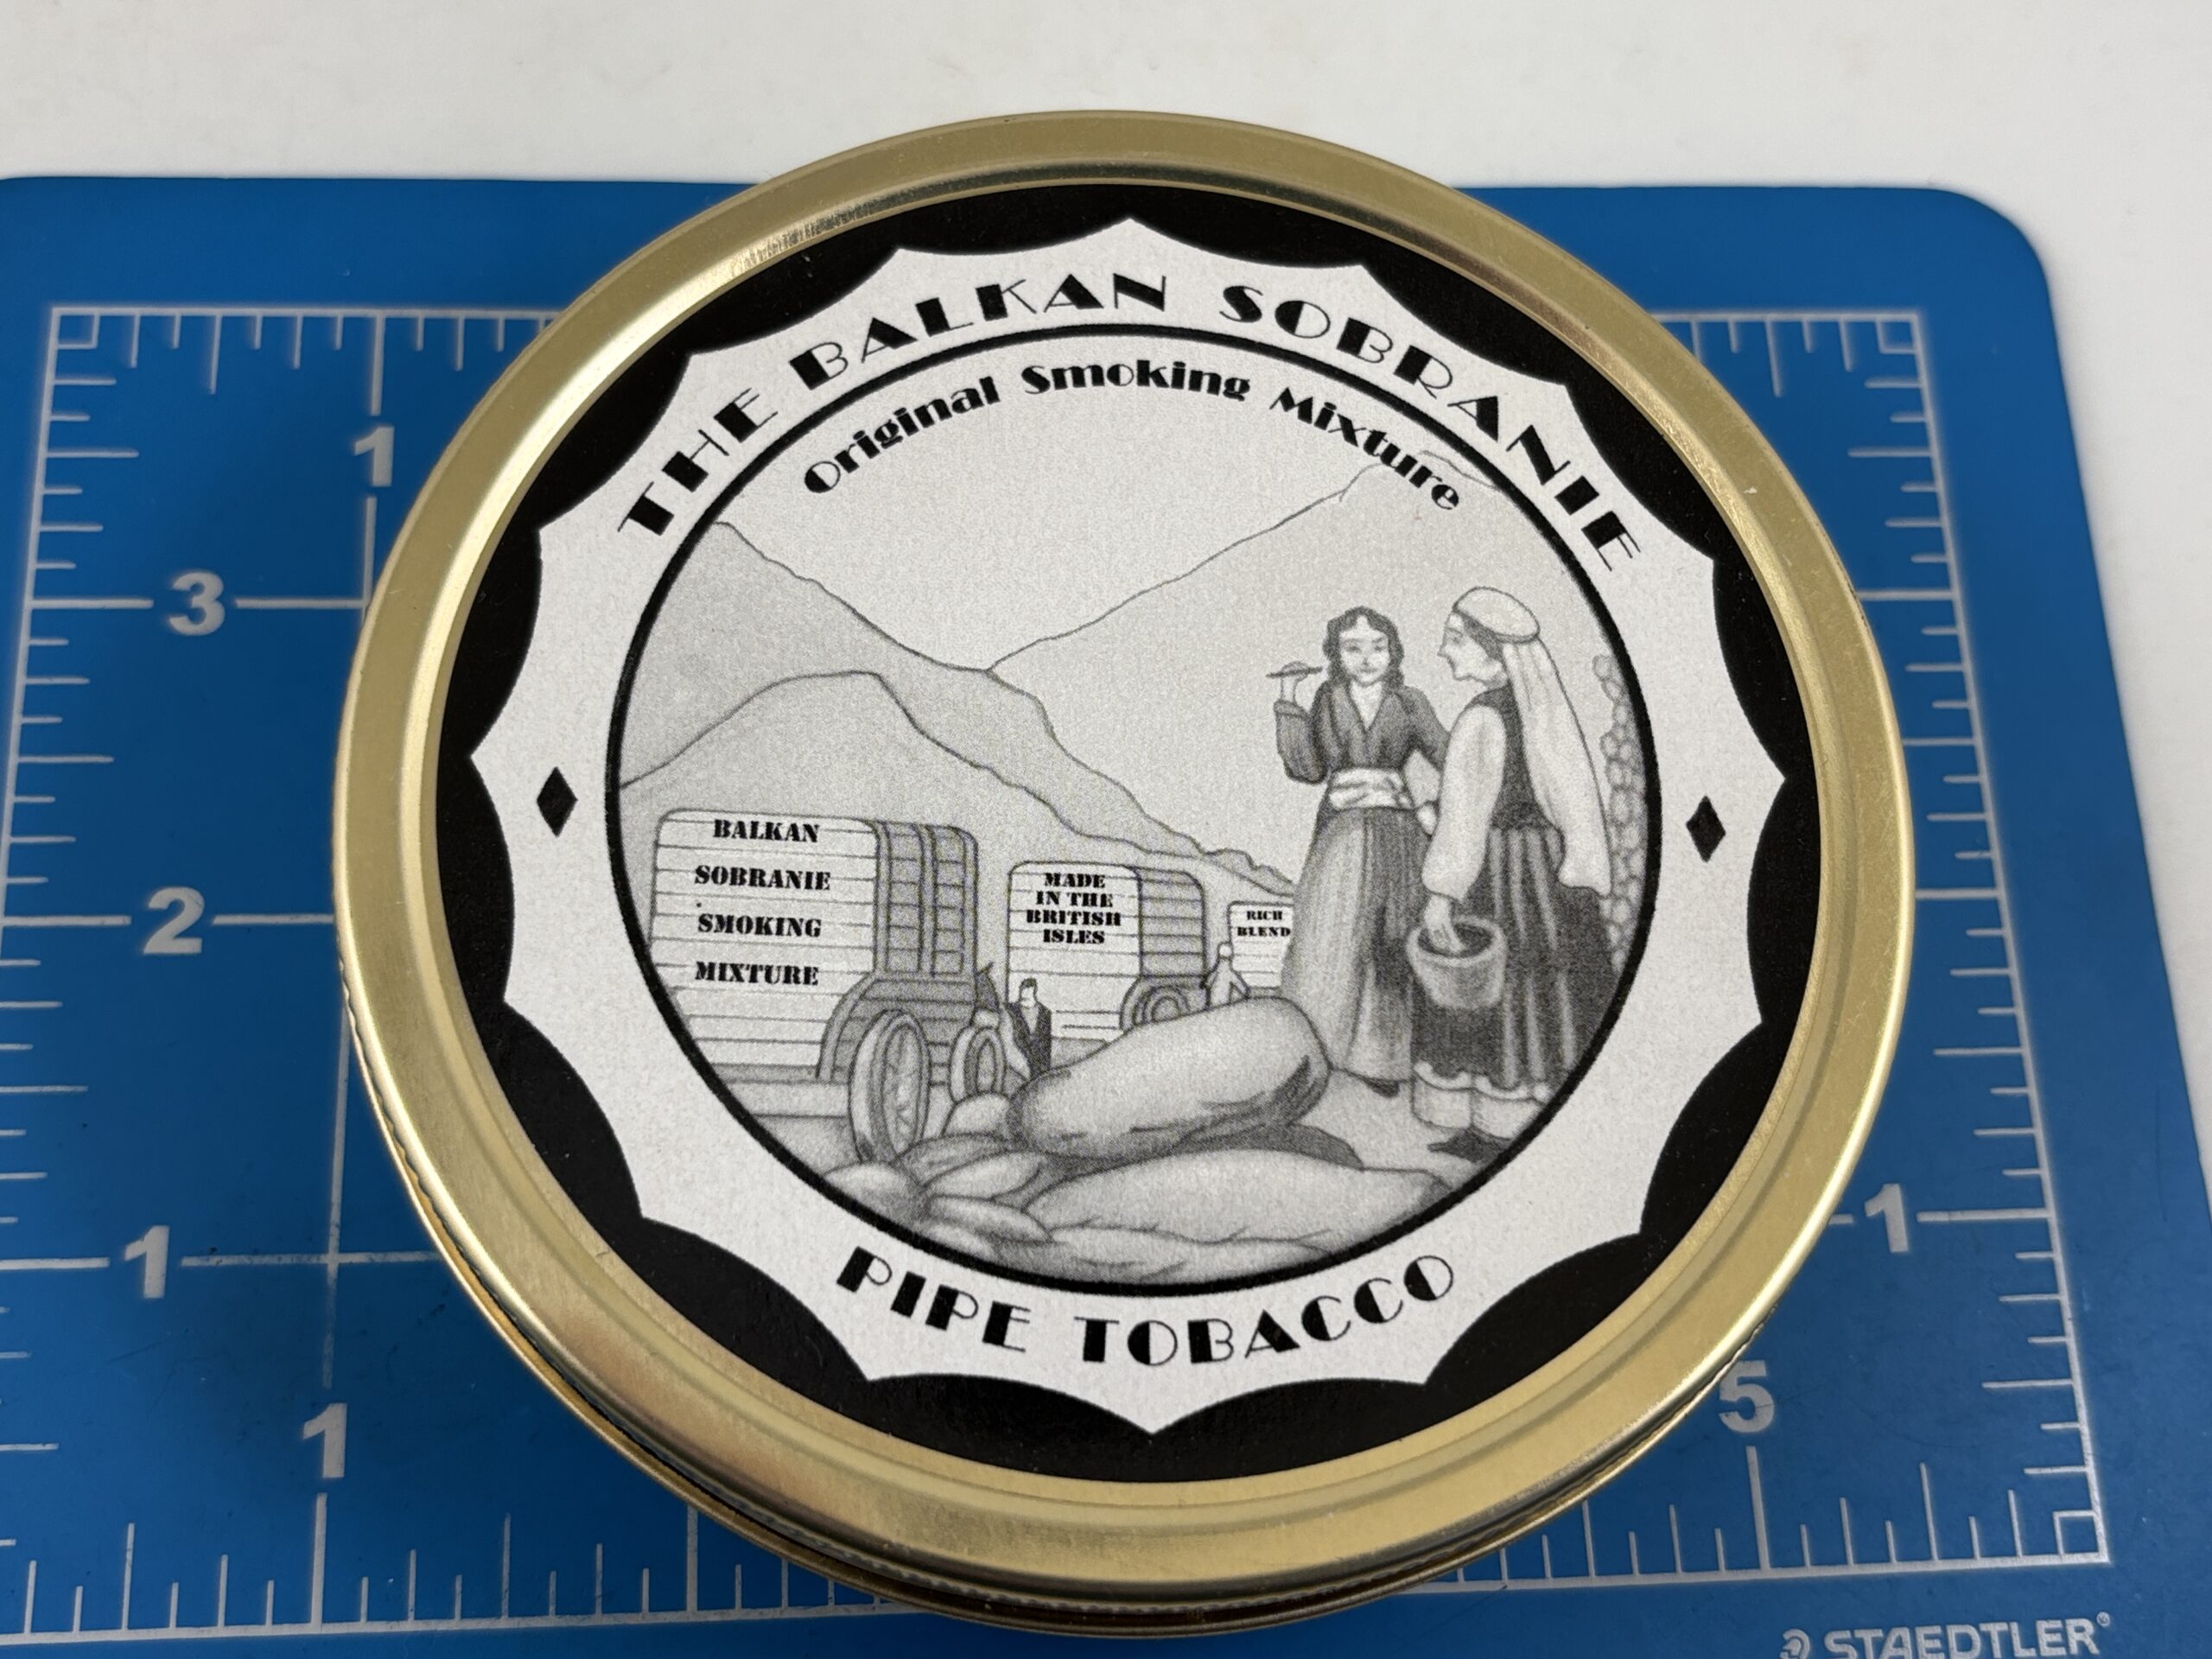 THE BALKAN SOBRANIE
Original Smoking Mixture
BALKAN
SOBRANIE
SMOKING
MIXTURE
MADE
IN THE
BRITISH
ISLES
RICH
BLEND
PIPE TOBACCO
1
3
2
1
1
1
5
STAEDTLER®